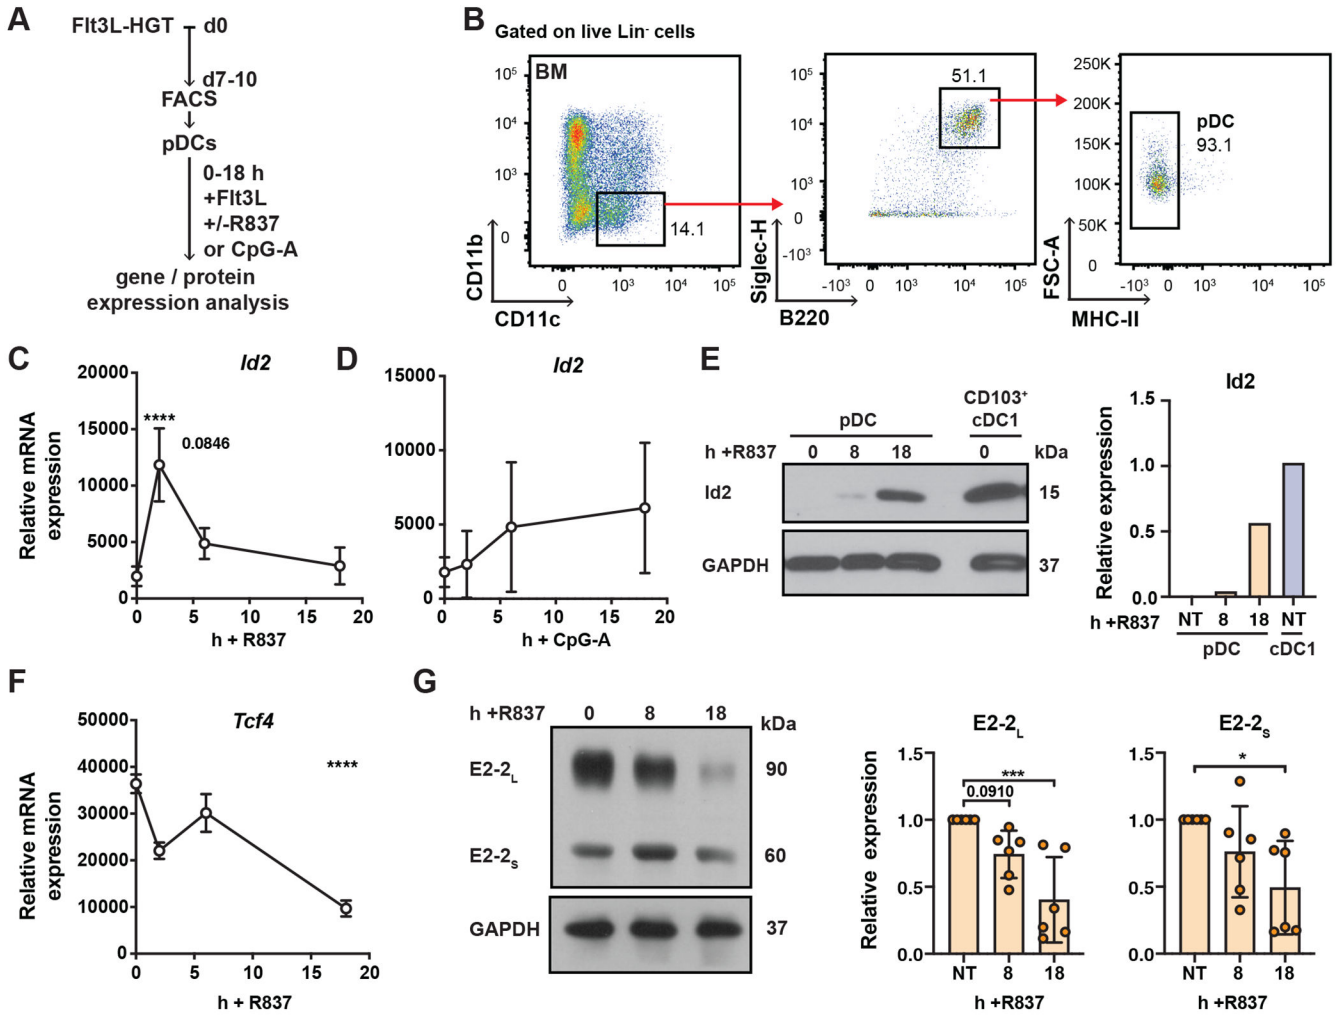 A
Flt3L-HGT
d0
d7-10
FACS
pDCs
0-18 h
+Flt3L
+/-R837
or CpG-A
gene / protein
expression analysis
B
Gated on live Lin- cells
BM
10⁵
10⁴
10³
0
14.1
CD11b
10³ 10⁴ 10⁵
CD11c
10⁵
10⁴
10³
0
-10³
51.1
Siglec-H
-10³ 0 10³ 10⁴ 10⁵
B220
250K
200K
150K
100K
50K
0
pDC
93.1
FSC-A
-10³ 0 10³ 10⁴ 10⁵
MHC-II
C
Id2
20000
15000
10000
5000
0
****
0.0846
Relative mRNA
expression
0 5 10 15 20
h + R837
D
Id2
15000
10000
5000
0
0 5 10 15 20
h + CpG-A
E
pDC
CD103+
cDC1
h +R837 0 8 18 0 kDa
Id2 15
GAPDH 37
Id2
1.5
1.0
0.5
0.0
Relative expression
h +R837 NT 8 18 NT
pDC cDC1
F
Tcf4
50000
40000
30000
20000
10000
0
****
Relative mRNA
expression
0 5 10 15 20
h + R837
G
h +R837 0 8 18 kDa
E2-2L 90
E2-2S 60
GAPDH 37
E2-2L
1.5
1.0
0.5
0.0
***
0.0910
Relative expression
NT 8 18
h +R837
E2-2S
1.5
1.0
0.5
0.0
*
NT 8 18
h +R837